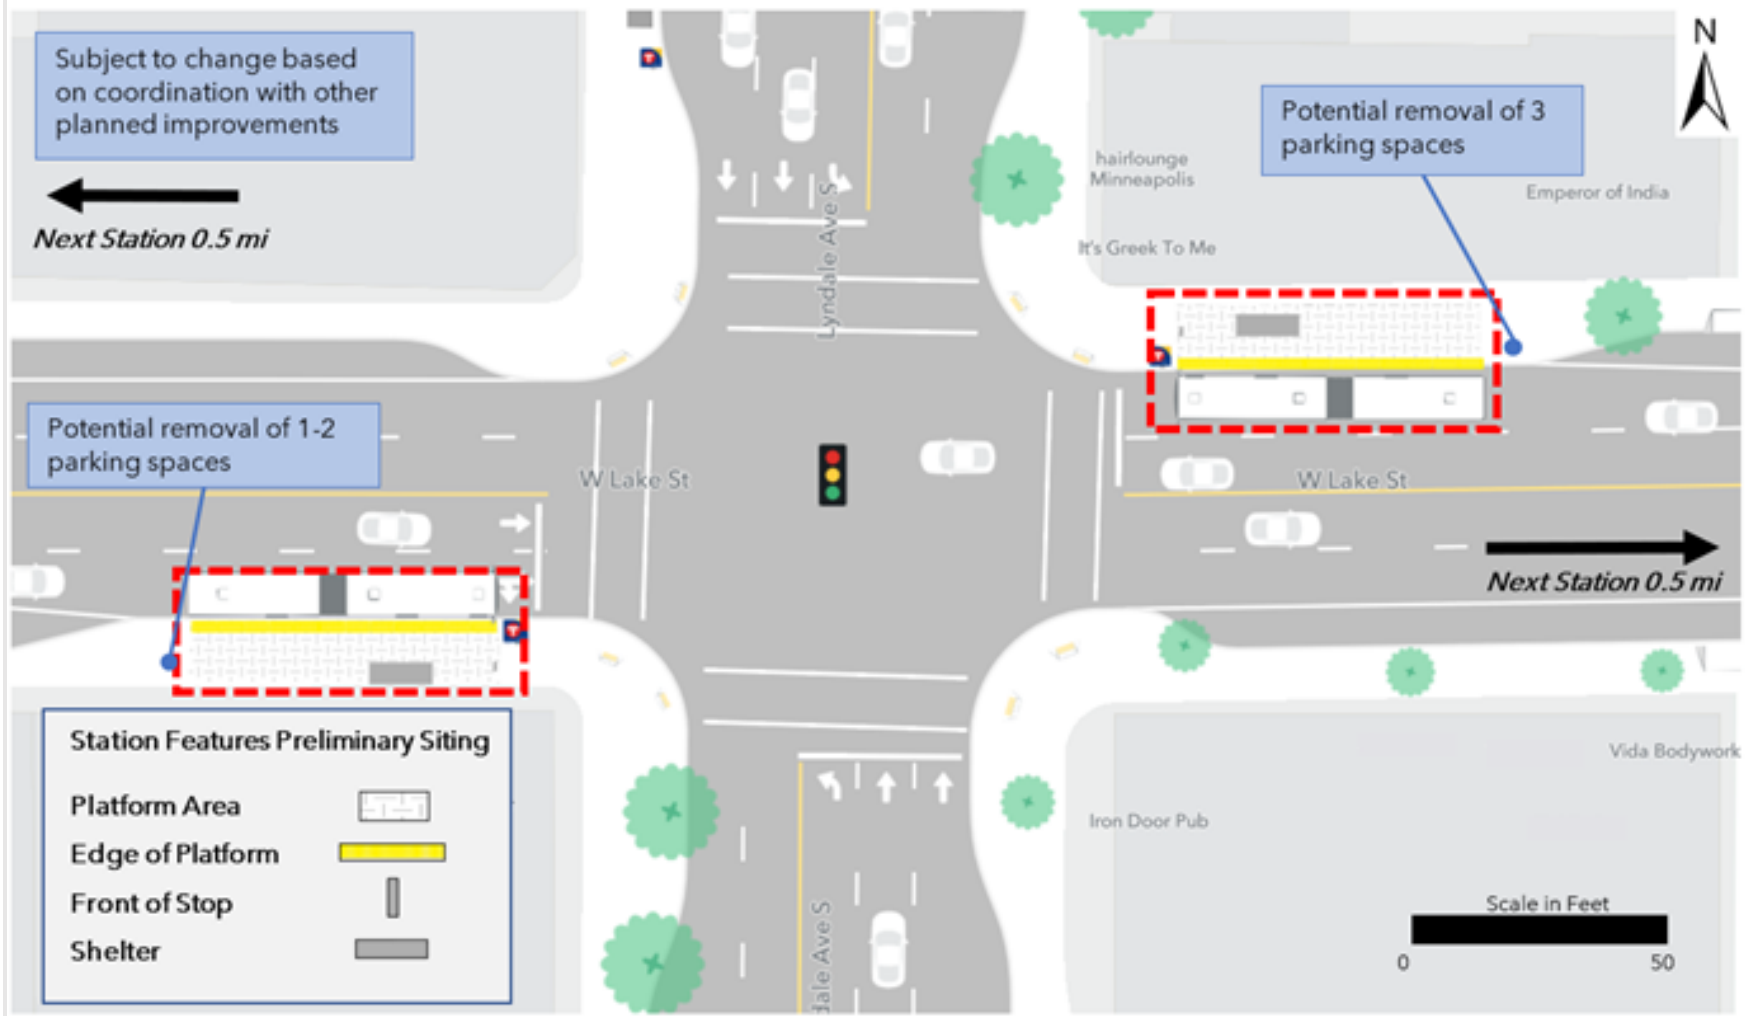 Subject to change based
on coordination with other
planned improvements
Next Station 0.5 mi
N
Potential removal of 3
parking spaces
hairlounge
Minneapolis
Emperor of India
It's Greek To Me
Lyndale Ave S
Potential removal of 1-2
parking spaces
W Lake St
W Lake St
Next Station 0.5 mi
Station Features Preliminary Siting
Platform Area
Edge of Platform
Front of Stop
Shelter
Vida Bodywork
Iron Door Pub
dale Ave S
Scale in Feet
0 50